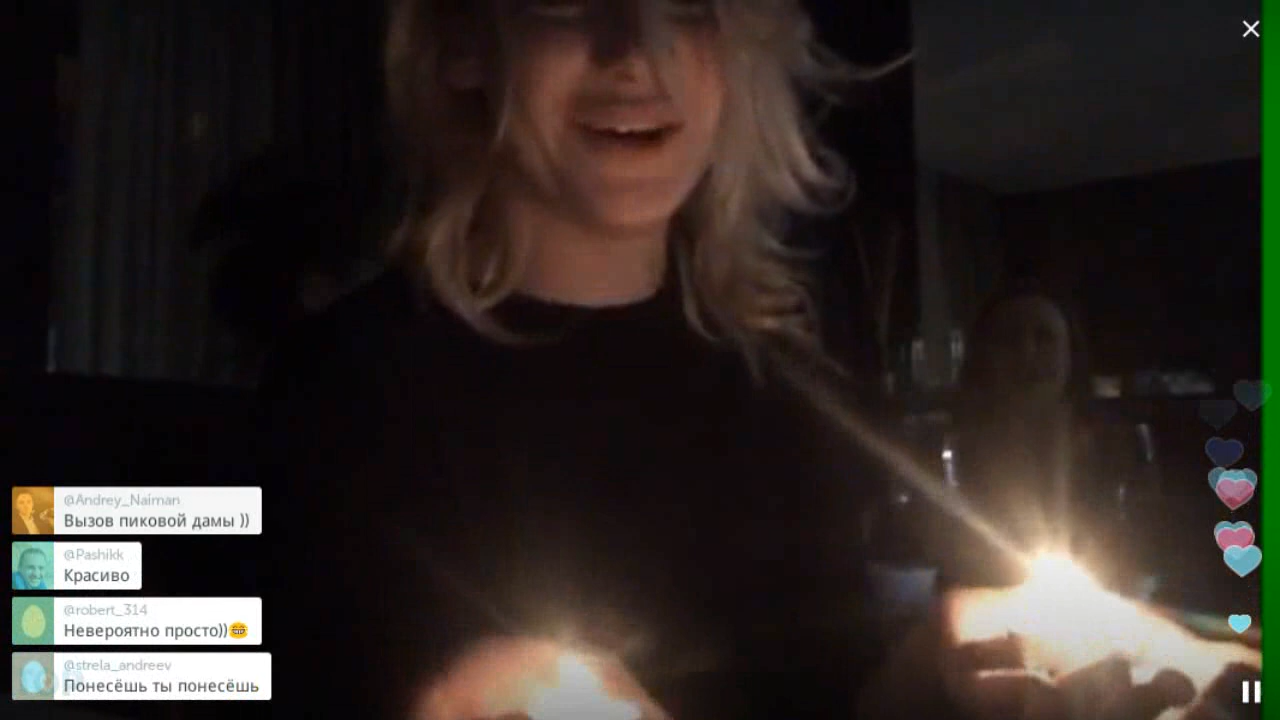 @Andrey_Naiman
Вызов пиковой дамы ))
@Pashikk
Красиво
@robert_314
Невероятно просто))😁
@strela_andreev
Понесёшь ты понесёшь